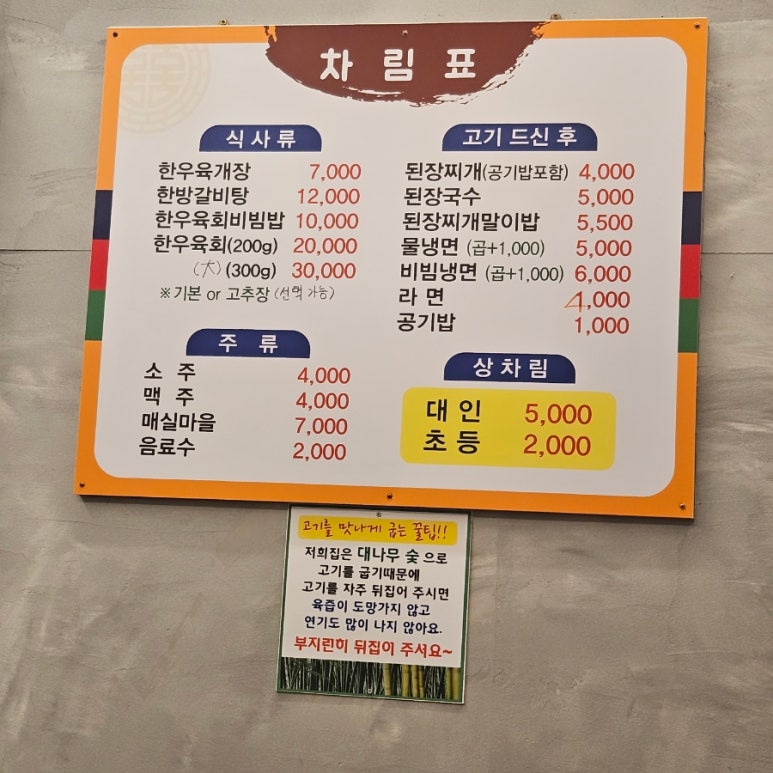 차 림 표
식 사 류
한우육개장 7,000
한방갈비탕 12,000
한우육회비빔밥 10,000
한우육회(200g) 20,000
(大) (300g) 30,000
※기본 or 고추장 (선택 가능)
주 류
소 주 4,000
맥 주 4,000
매실마을 7,000
음료수 2,000
고기 드신 후
된장찌개(공기밥포함) 4,000
된장국수 5,000
된장찌개말이밥 5,500
물냉면 (곱+1,000) 5,000
비빔냉면 (곱+1,000) 6,000
라 면 4,000
공기밥 1,000
상 차 림
대 인 5,000
초 등 2,000
고기를 맛나게 굽는 꿀팁!!
저희집은 대나무 숯으로
고기를 굽기때문에
고기를 자주 뒤집어 주시면
육즙이 도망가지 않고
연기도 많이 나지 않아요.
부지런히 뒤집이 주서요~